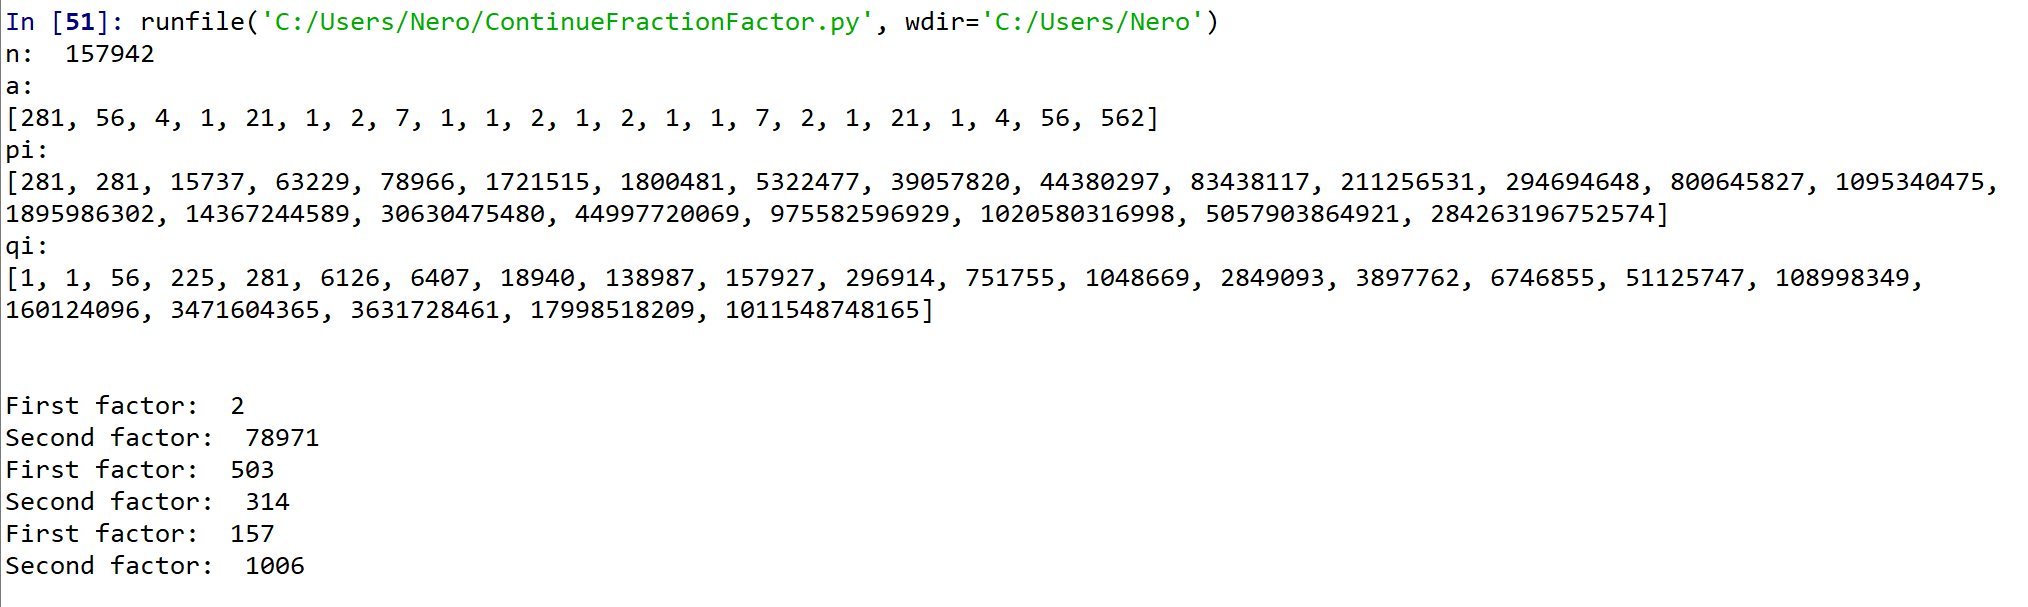 In [51]: runfile('C:/Users/Nero/ContinueFractionFactor.py', wdir='C:/Users/Nero')
n:  157942
a:
[281, 56, 4, 1, 21, 1, 2, 7, 1, 1, 2, 1, 2, 1, 1, 7, 2, 1, 21, 1, 4, 56, 562]
pi:
[281, 281, 15737, 63229, 78966, 1721515, 1800481, 5322477, 39057820, 44380297, 83438117, 211256531, 294694648, 800645827, 1095340475,
1895986302, 14367244589, 30630475480, 44997720069, 975582596929, 1020580316998, 5057903864921, 284263196752574]
qi:
[1, 1, 56, 225, 281, 6126, 6407, 18940, 138987, 157927, 296914, 751755, 1048669, 2849093, 3897762, 6746855, 51125747, 108998349,
160124096, 3471604365, 3631728461, 17998518209, 1011548748165]
First factor:  2
Second factor:  78971
First factor:  503
Second factor:  314
First factor:  157
Second factor:  1006